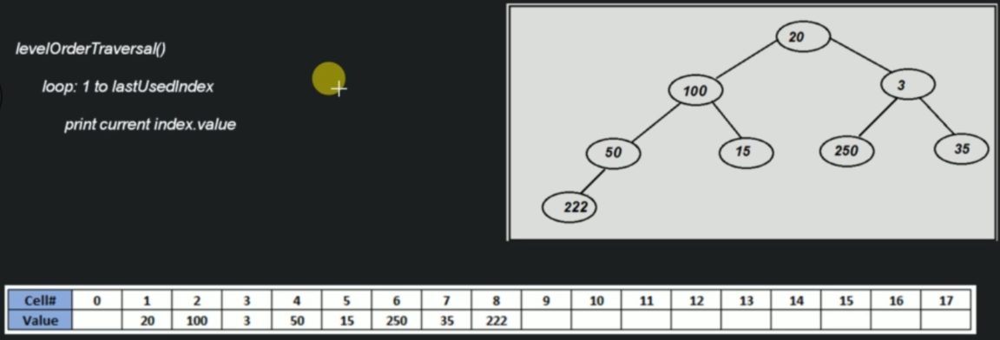 levelOrderTraversal()
loop: 1 to lastUsedIndex
print current index.value
20
100
3
50
15
250
35
222
Cell# 0 1 2 3 4 5 6 7 8 9 10 11 12 13 14 15 16 17
Value 20 100 3 50 15 250 35 222